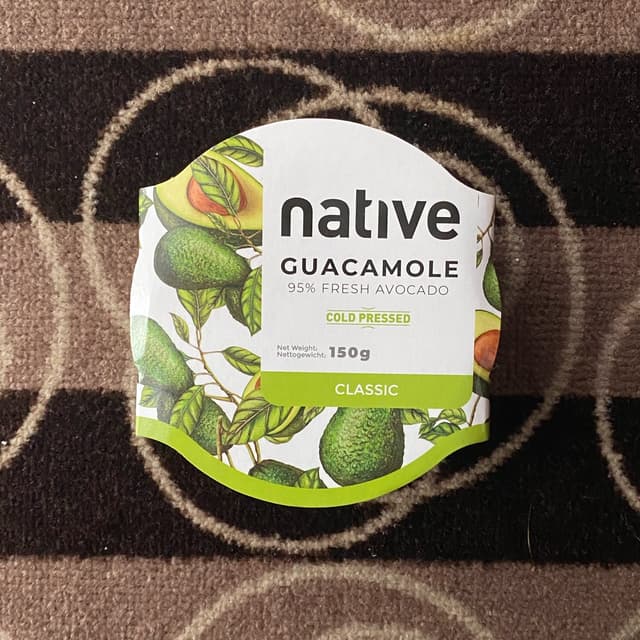 native
GUACAMOLE
95% FRESH AVOCADO
COLD PRESSED
Net Weight:
Nettogewicht: 150g
CLASSIC